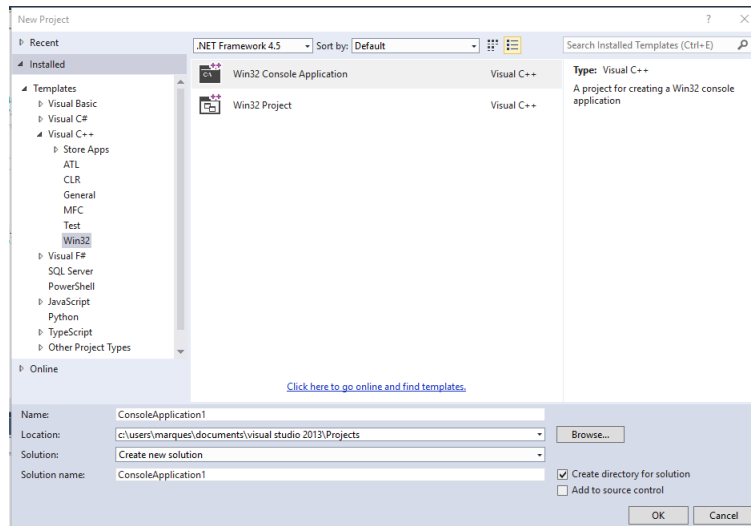 New Project
Recent
Installed
Templates
Visual Basic
Visual C#
Visual C++
Store Apps
ATL
CLR
General
MFC
Test
Win32
Visual F#
SQL Server
PowerShell
JavaScript
Python
TypeScript
Other Project Types
Online
.NET Framework 4.5
Sort by: Default
Search Installed Templates (Ctrl+E)
Win32 Console Application Visual C++
Win32 Project Visual C++
Click here to go online and find templates.
Type: Visual C++
A project for creating a Win32 console
application
Name: ConsoleApplication1
Location: c:\users\marques\documents\visual studio 2013\Projects Browse...
Solution: Create new solution
Solution name: ConsoleApplication1
Create directory for solution
Add to source control
OK Cancel